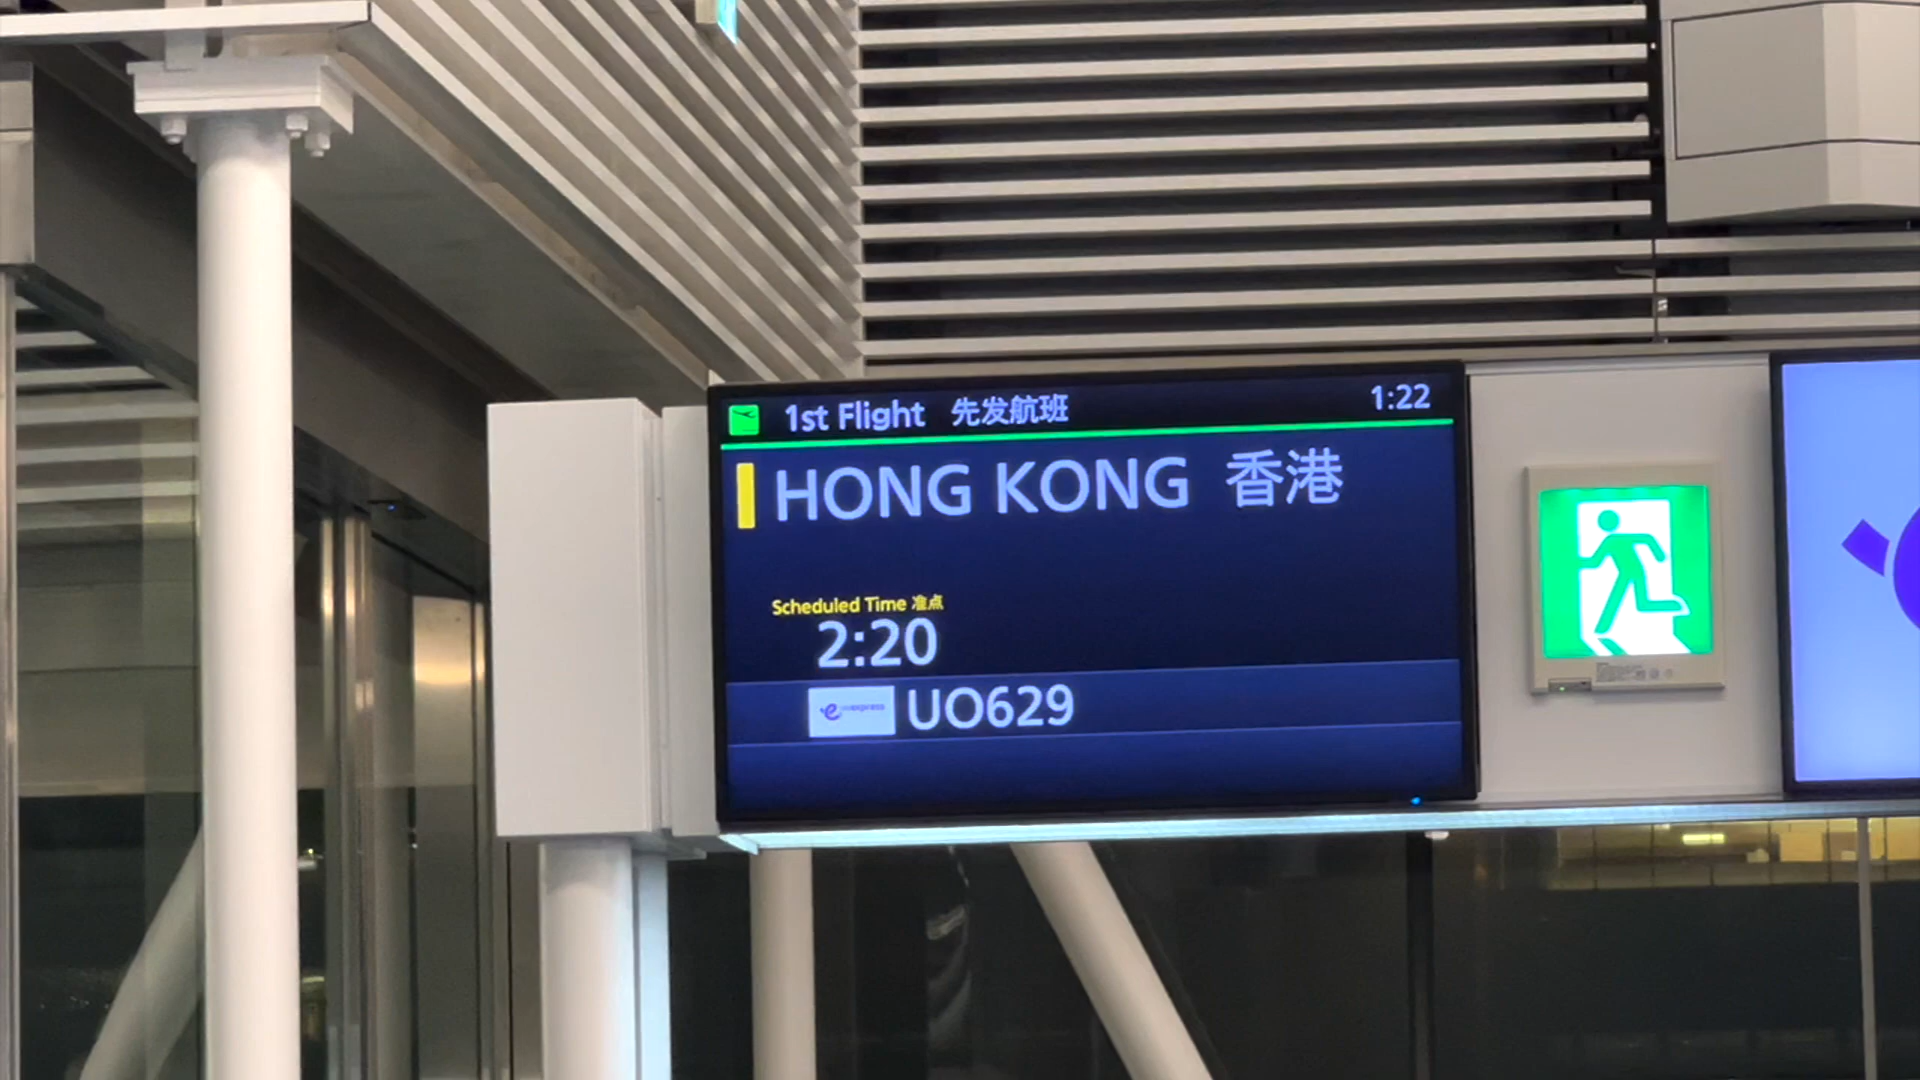 1st Flight 先发航班 1:22
HONG KONG 香港
Scheduled Time 准点
2:20
express UO629